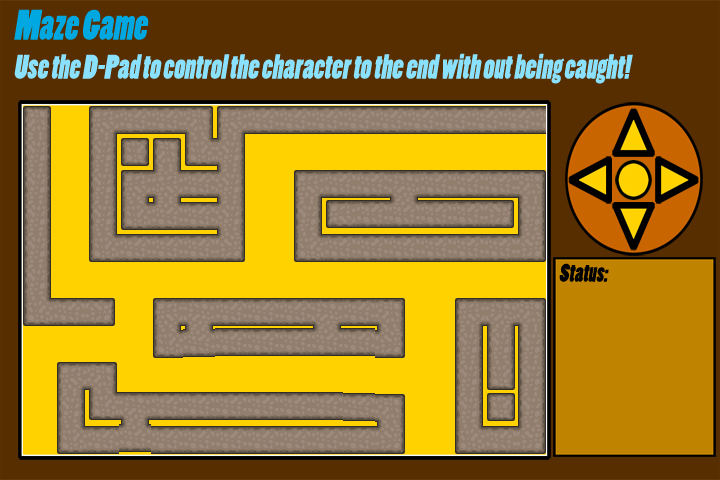 Maze Game
Use the D-Pad to control the character to the end with out being caught!
Status: